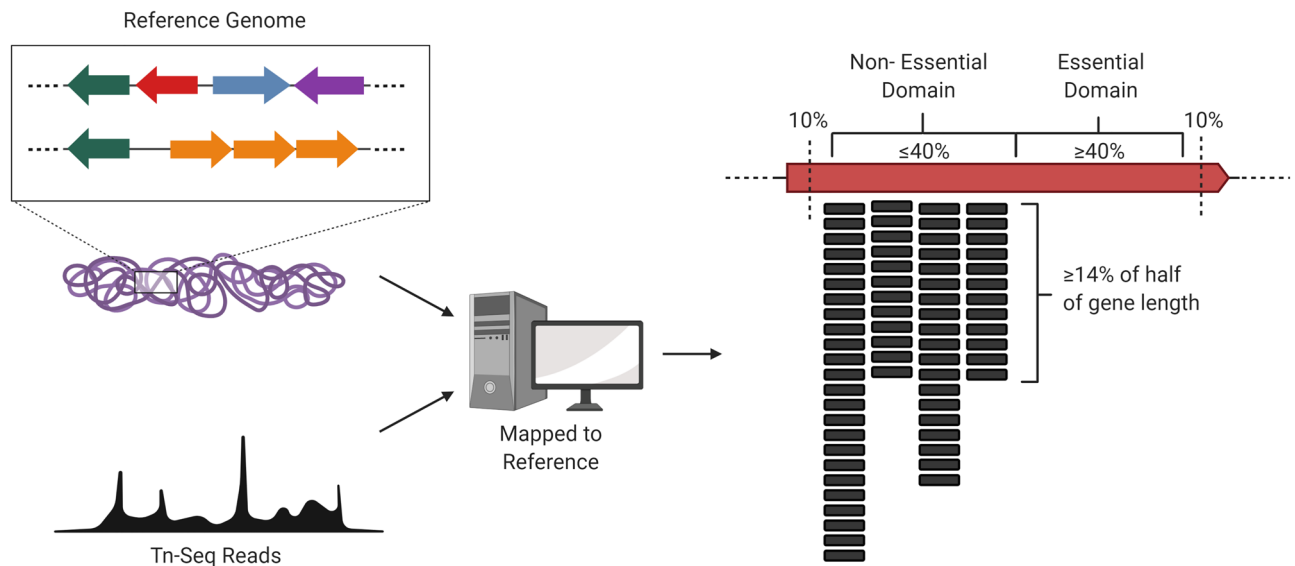 Reference Genome
Tn-Seq Reads
Mapped to
Reference
Non- Essential
Domain
Essential
Domain
10%
10%
≤40%
≥40%
≥14% of half
of gene length